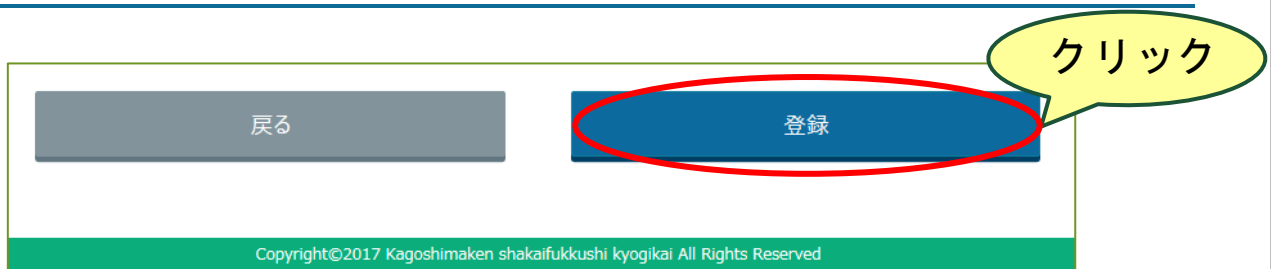 クリック
戻る
登録
Copyright©2017 Kagoshimaken shakaifukkushi kyogikai All Rights Reserved